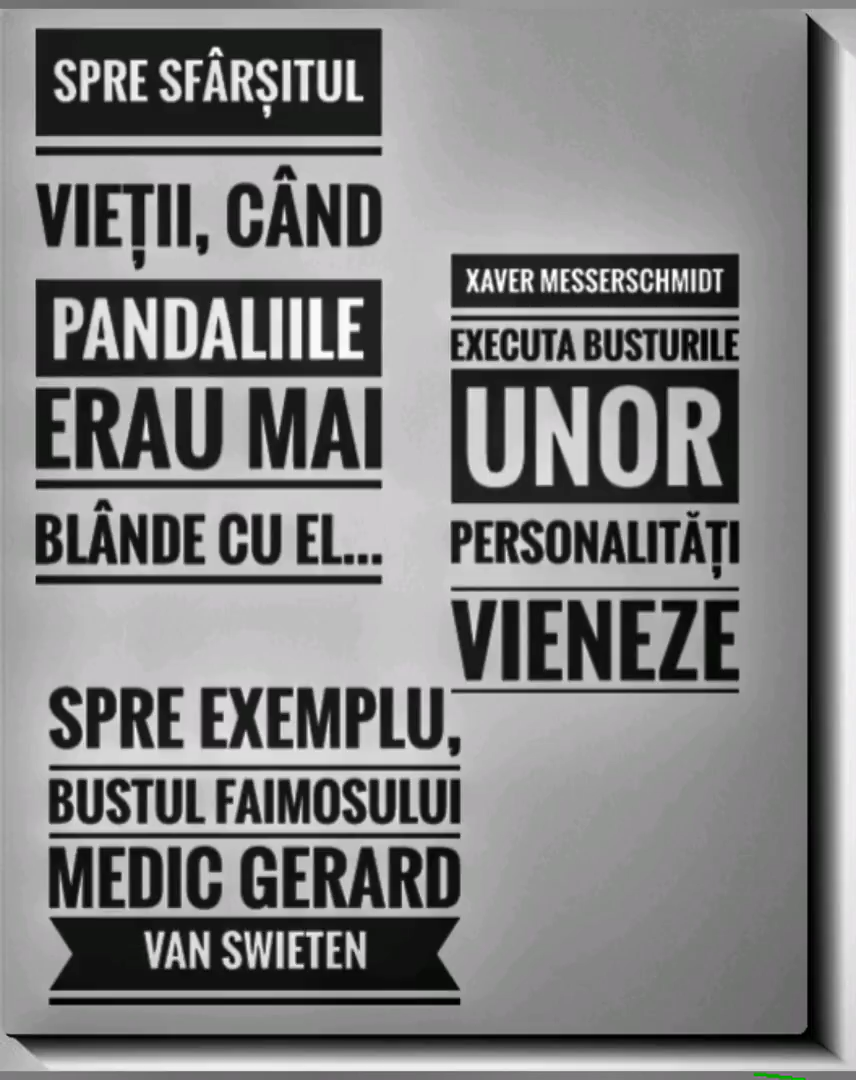 SPRE SFÂRȘITUL
VIEȚII, CÂND
PANDALIILE
ERAU MAI
BLÂNDE CU EL...
XAVER MESSERSCHMIDT
EXECUTA BUSTURILE
UNOR
PERSONALITĂȚI
VIENEZE
SPRE EXEMPLU,
BUSTUL FAIMOSULUI
MEDIC GERARD
VAN SWIETEN